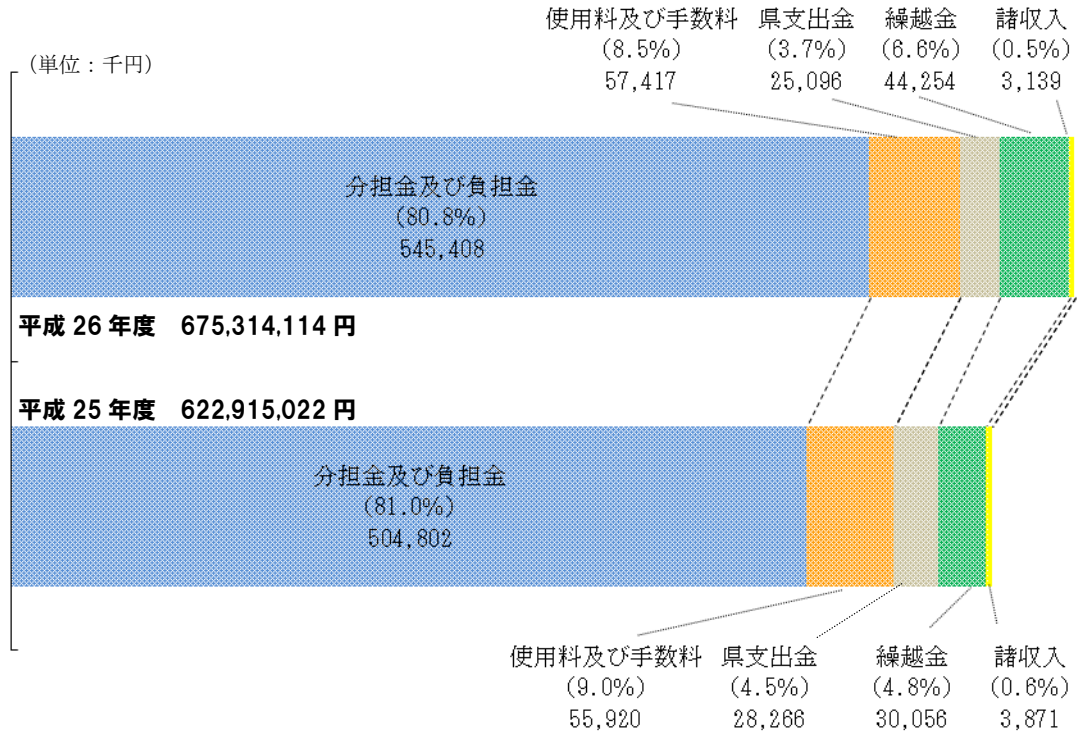 使用料及び手数料 県支出金 繰越金 諸収入
(8.5%) (3.7%) (6.6%) (0.5%)
57,417 25,096 44,254 3,139
(単位：千円)
分担金及び負担金
(80.8%)
545,408
平成 26 年度 675,314,114 円
平成 25 年度 622,915,022 円
分担金及び負担金
(81.0%)
504,802
使用料及び手数料 県支出金 繰越金 諸収入
(9.0%) (4.5%) (4.8%) (0.6%)
55,920 28,266 30,056 3,871